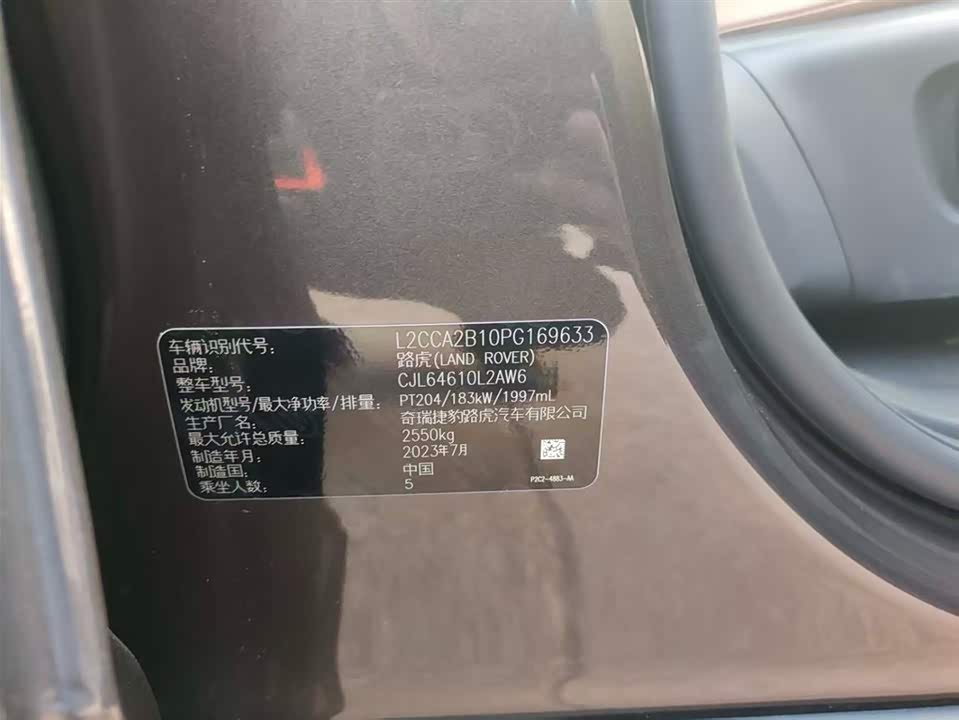 车辆识别代号: L2CCA2B10PG169633
品牌: 路虎(LAND ROVER)
整车型号: CJL64610L2AW6
发动机型号/最大净功率/排量: PT204/183kW/1997mL
生产厂名: 奇瑞捷豹路虎汽车有限公司
最大允许总质量: 2550kg
制造年月: 2023年7月
制造国: 中国
乘坐人数: 5
P2C2-4883-AA